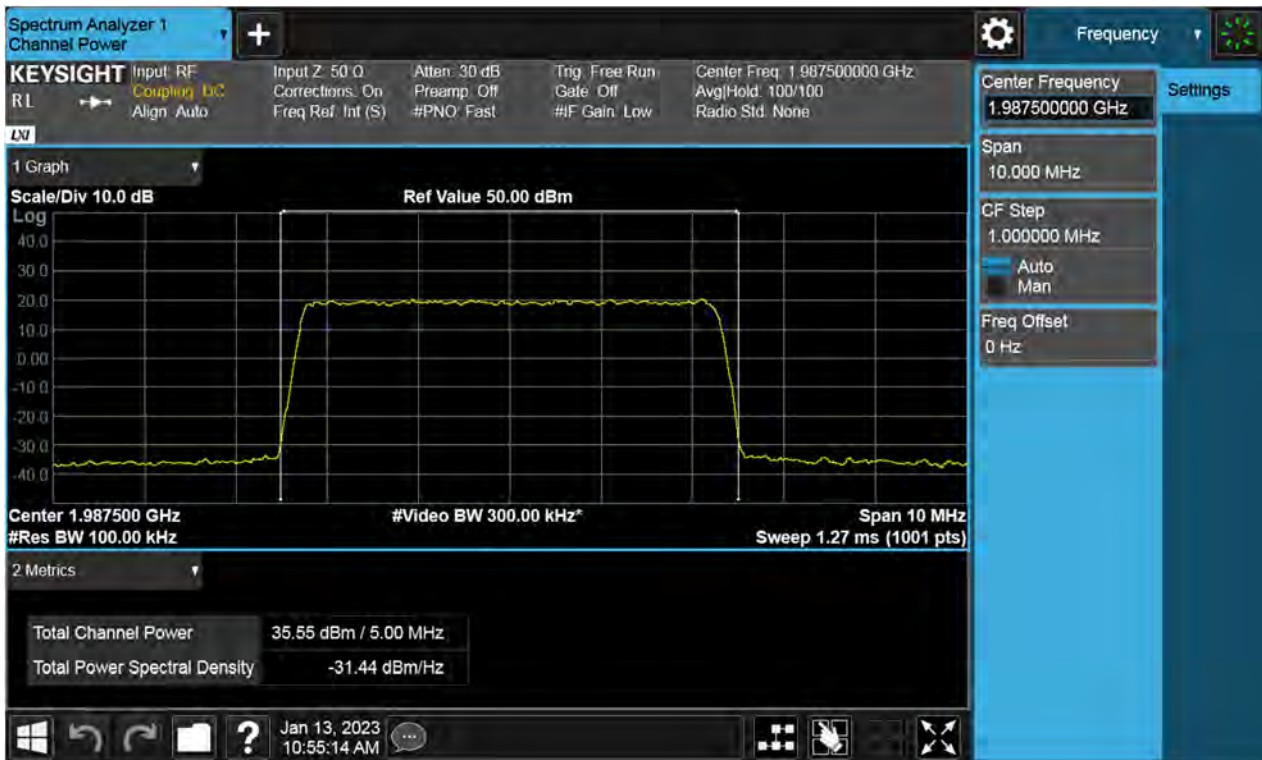 Spectrum Analyzer 1
Channel Power
+
Frequency
KEYSIGHT
RL
LXI
Input: RF
Coupling: DC
Align: Auto
Input Z: 50 Ω
Corrections: On
Freq Ref: Int (S)
Atten: 30 dB
Preamp: Off
#PNO: Fast
Trig: Free Run
Gate: Off
#IF Gain: Low
Center Freq: 1.987500000 GHz
Avg|Hold: 100/100
Radio Std: None
Center Frequency
1.987500000 GHz
Settings
Span
10.000 MHz
CF Step
1.000000 MHz
Auto
Man
Freq Offset
0 Hz
1 Graph
Scale/Div 10.0 dB
Ref Value 50.00 dBm
Log
40.0
30.0
20.0
10.0
0.00
-10.0
-20.0
-30.0
-40.0
Center 1.987500 GHz
#Video BW 300.00 kHz*
Span 10 MHz
#Res BW 100.00 kHz
Sweep 1.27 ms (1001 pts)
2 Metrics
Total Channel Power 35.55 dBm / 5.00 MHz
Total Power Spectral Density -31.44 dBm/Hz
?
Jan 13, 2023
10:55:14 AM